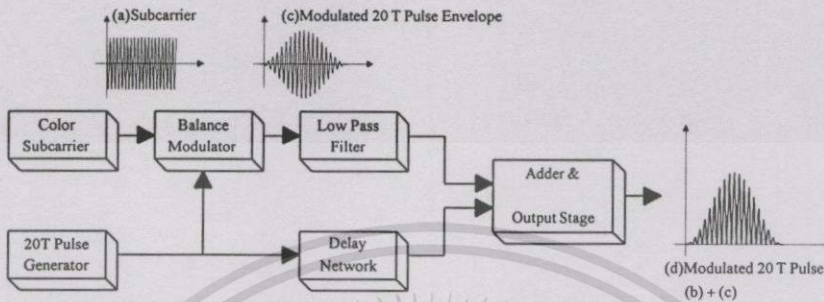 (a)Subcarrier
(c)Modulated 20 T Pulse Envelope
Color
Subcarrier
Balance
Modulator
Low Pass
Filter
Adder &
Output Stage
20T Pulse
Generator
Delay
Network
(d)Modulated 20 T Pulse
(b) + (c)